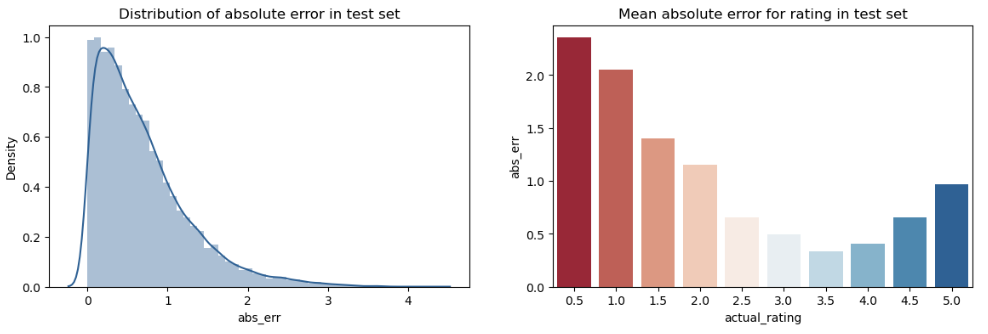 Distribution of absolute error in test set
1.0
0.8
0.6
0.4
0.2
0.0
Density
0 1 2 3 4
abs_err
Mean absolute error for rating in test set
2.0
1.5
1.0
0.5
0.0
abs_err
0.5 1.0 1.5 2.0 2.5 3.0 3.5 4.0 4.5 5.0
actual_rating